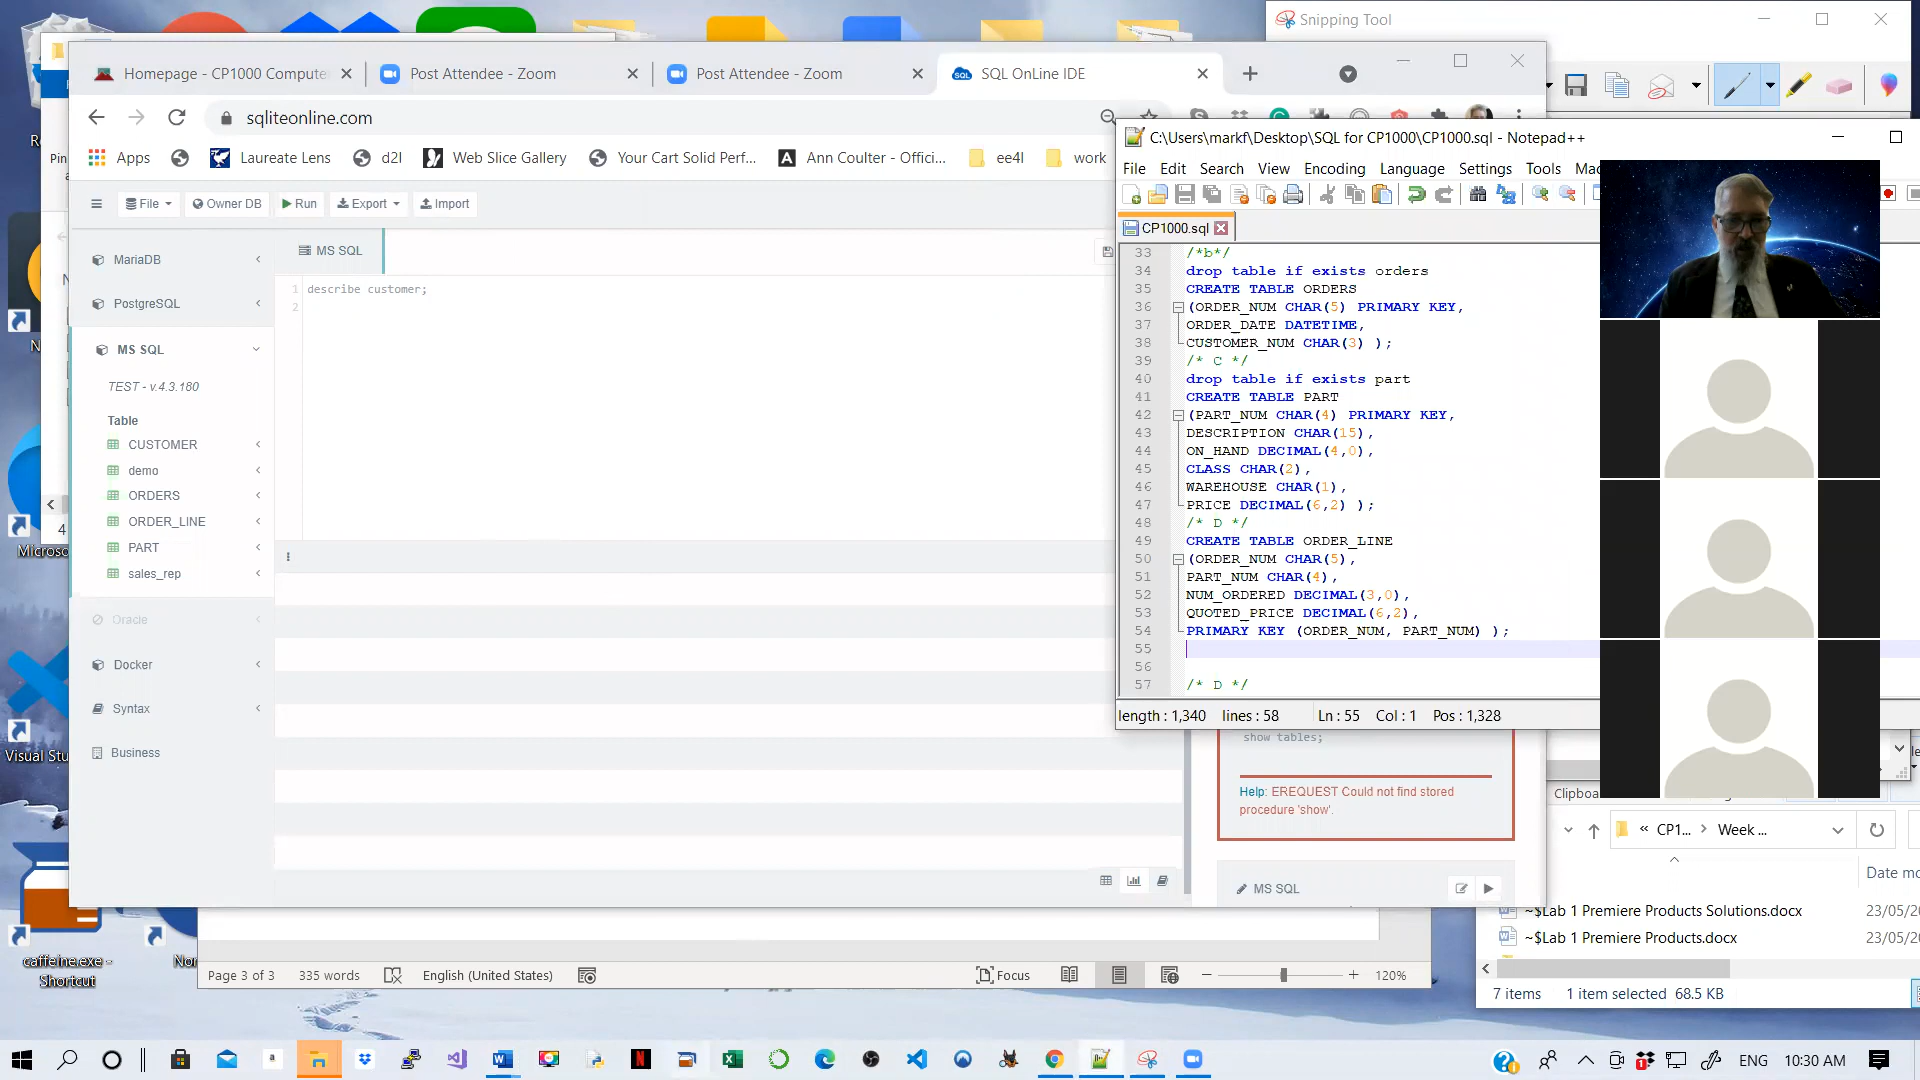 Snipping Tool
Homepage - CP1000 Compute
Post Attendee - Zoom
Post Attendee - Zoom
SQL OnLine IDE
sqliteonline.com
Apps
Laureate Lens
d2l
Web Slice Gallery
Your Cart Solid Perf...
Ann Coulter - Offici...
ee4l
work
File
Owner DB
Run
Export
Import
MariaDB
PostgreSQL
MS SQL
TEST - v.4.3.180
Table
CUSTOMER
demo
ORDERS
ORDER_LINE
PART
sales_rep
Oracle
Docker
Syntax
Business
MS SQL
1 describe customer;
2
C:\Users\markf\Desktop\SQL for CP1000\CP1000.sql - Notepad++
File Edit Search View Encoding Language Settings Tools Mac
CP1000.sql
33 /*b*/
34 drop table if exists orders
35 CREATE TABLE ORDERS
36 (ORDER_NUM CHAR(5) PRIMARY KEY,
37 ORDER_DATE DATETIME,
38 CUSTOMER_NUM CHAR(3) );
39 /* C */
40 drop table if exists part
41 CREATE TABLE PART
42 (PART_NUM CHAR(4) PRIMARY KEY,
43 DESCRIPTION CHAR(15),
44 ON_HAND DECIMAL(4,0),
45 CLASS CHAR(2),
46 WAREHOUSE CHAR(1),
47 PRICE DECIMAL(6,2) );
48 /* D */
49 CREATE TABLE ORDER_LINE
50 (ORDER_NUM CHAR(5),
51 PART_NUM CHAR(4),
52 NUM_ORDERED DECIMAL(3,0),
53 QUOTED_PRICE DECIMAL(6,2),
54 PRIMARY KEY (ORDER_NUM, PART_NUM) );
55
56
57 /* D */
length : 1,340 lines : 58 Ln : 55 Col : 1 Pos : 1,328
show tables;
Help: EREQUEST Could not find stored
procedure 'show'.
MS SQL
Clipboa
CP1... Week ...
Date mo
~$Lab 1 Premiere Products Solutions.docx 23/05/20
~$Lab 1 Premiere Products.docx 23/05/20
7 items 1 item selected 68.5 KB
Page 3 of 3 335 words English (United States) Focus 120%
Pin
Microso
Visual Stu
caffeine.exe -
Shortcut
Nor
ENG 10:30 AM